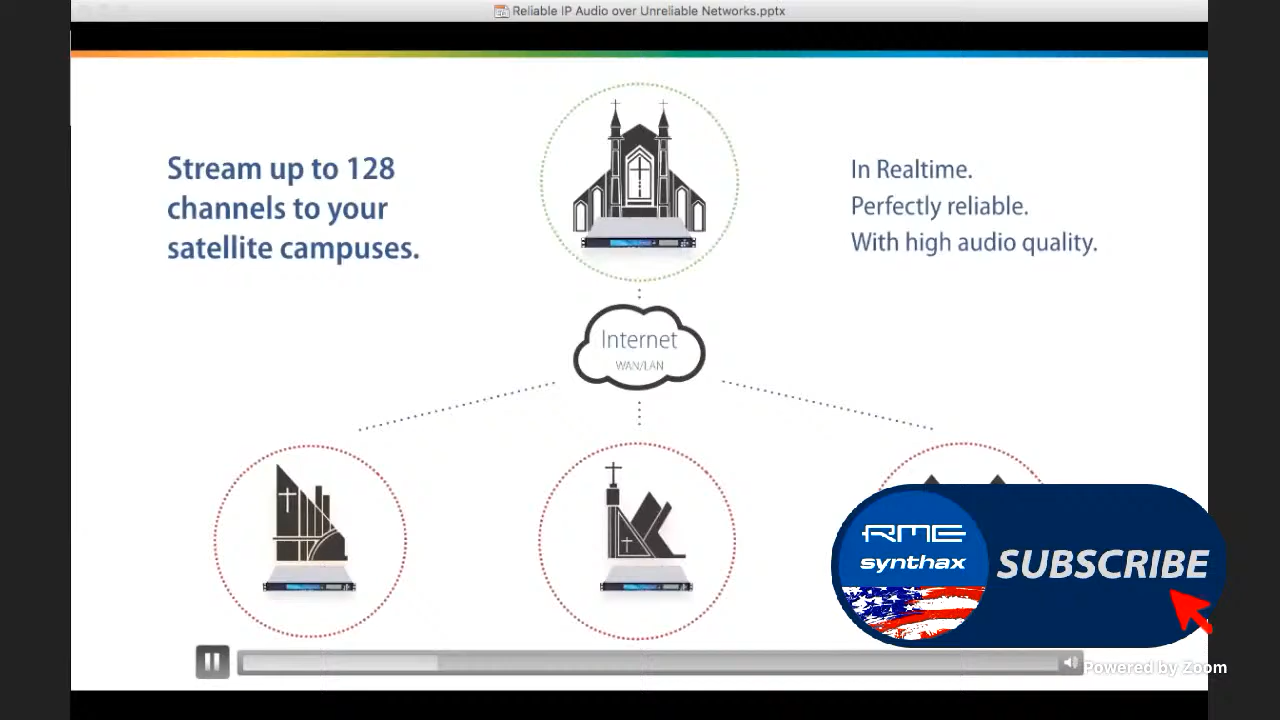 Reliable IP Audio over Unreliable Networks.pptx
Stream up to 128
channels to your
satellite campuses.
In Realtime.
Perfectly reliable.
With high audio quality.
Internet
WAN/LAN
RME
synthax
SUBSCRIBE
Powered by Zoom